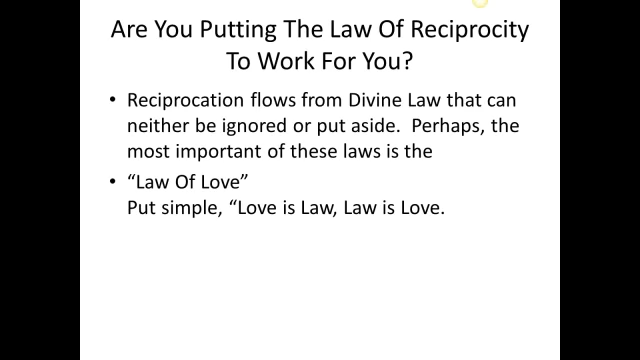 Are You Putting The Law Of Reciprocity
To Work For You?
• Reciprocation flows from Divine Law that can
neither be ignored or put aside.  Perhaps, the
most important of these laws is the
• “Law Of Love”
Put simple, “Love is Law, Law is Love.